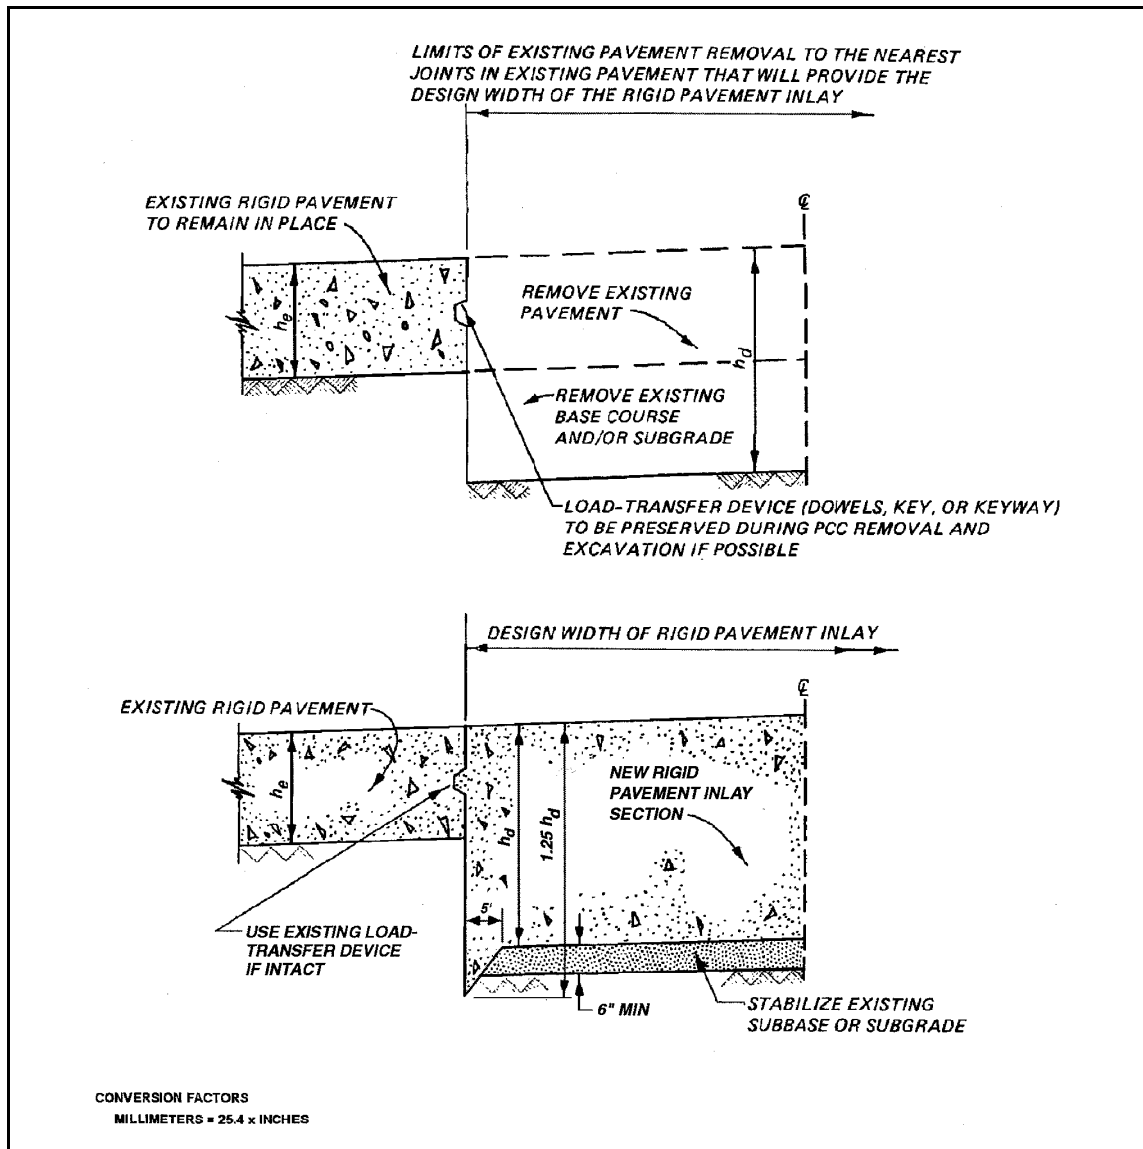 LIMITS OF EXISTING PAVEMENT REMOVAL TO THE NEAREST
JOINTS IN EXISTING PAVEMENT THAT WILL PROVIDE THE
DESIGN WIDTH OF THE RIGID PAVEMENT INLAY
EXISTING RIGID PAVEMENT
TO REMAIN IN PLACE
℄
REMOVE EXISTING
PAVEMENT
he
hd
REMOVE EXISTING
BASE COURSE
AND/OR SUBGRADE
LOAD-TRANSFER DEVICE (DOWELS, KEY, OR KEYWAY)
TO BE PRESERVED DURING PCC REMOVAL AND
EXCAVATION IF POSSIBLE
DESIGN WIDTH OF RIGID PAVEMENT INLAY
℄
EXISTING RIGID PAVEMENT
he
hd
1.25 hd
NEW RIGID
PAVEMENT INLAY
SECTION
5'
USE EXISTING LOAD-
TRANSFER DEVICE
IF INTACT
6" MIN
STABILIZE EXISTING
SUBBASE OR SUBGRADE
CONVERSION FACTORS
MILLIMETERS = 25.4 x INCHES